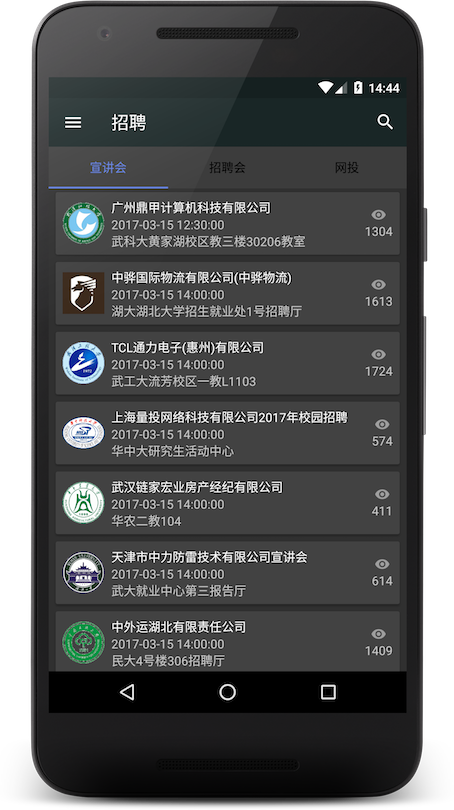 14:44
招聘
宣讲会 招聘会 网投
广州鼎甲计算机科技有限公司
2017-03-15 12:30:00
武科大黄家湖校区教三楼30206教室
1304
中骅国际物流有限公司(中骅物流)
2017-03-15 14:00:00
湖大湖北大学招生就业处1号招聘厅
1613
TCL通力电子(惠州)有限公司
2017-03-15 14:00:00
武工大流芳校区一教L1103
1724
上海量投网络科技有限公司2017年校园招聘
2017-03-15 14:00:00
华中大研究生活动中心
574
武汉链家宏业房产经纪有限公司
2017-03-15 14:00:00
华农二教104
411
天津市中力防雷技术有限公司宣讲会
2017-03-15 14:00:00
武大就业中心第三报告厅
614
中外运湖北有限责任公司
2017-03-15 14:00:00
民大4号楼306招聘厅
1409